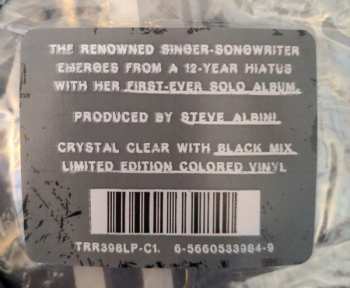 THE RENOWNED SINGER-SONGWRITER
EMERGES FROM A 12-YEAR HIATUS
WITH HER FIRST-EVER SOLO ALBUM.
PRODUCED BY STEVE ALBINI.
CRYSTAL CLEAR WITH BLACK MIX
LIMITED EDITION COLORED VINYL
TRR398LP-C1. 6-5660533984-9